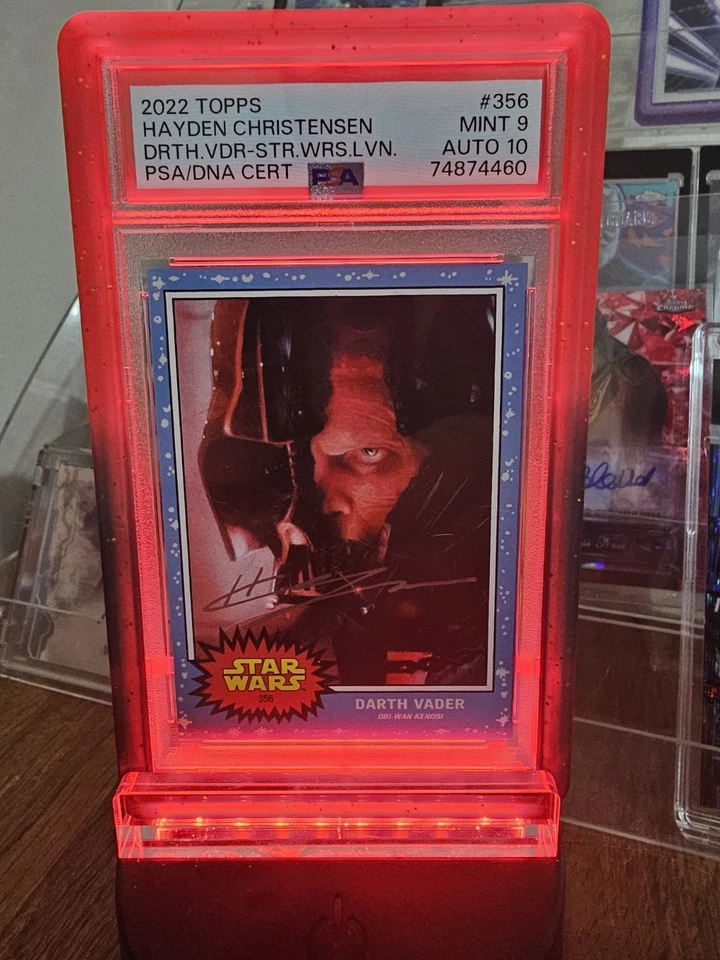 2022 TOPPS #356
HAYDEN CHRISTENSEN MINT 9
DRTH.VDR-STR.WRS.LVN. AUTO 10
PSA/DNA CERT PSA 74874460
STAR
WARS
356
DARTH VADER
OBI-WAN KENOBI